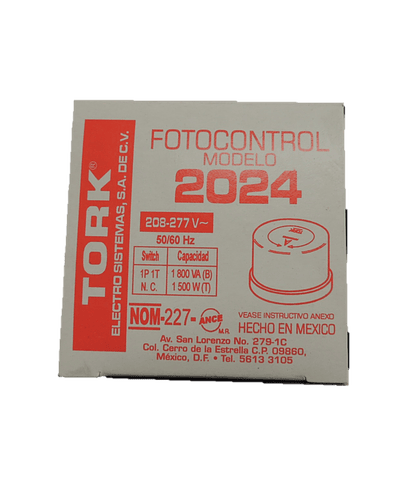 TORK®
ELECTRO SISTEMAS, S.A. DE C.V.
FOTOCONTROL
MODELO
2024
208-277 V~
50/60 Hz
Switch Capacidad
1P 1T 1 800 VA (B)
N. C. 1 500 W (T)
NOM-227-ANCE M.R.
VEASE INSTRUCTIVO ANEXO
HECHO EN MEXICO
Av. San Lorenzo No. 279-1C
Col. Cerro de la Estrella C.P. 09860,
México, D.F. • Tel. 5613 3105